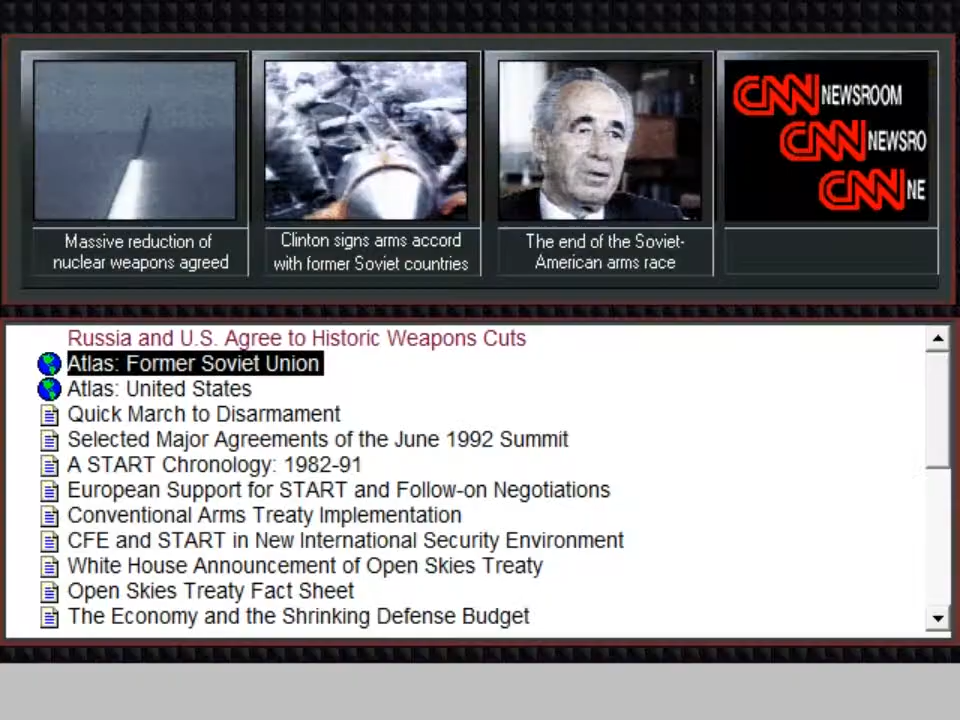 CNN NEWSROOM
CNN NEWSRO
CNN NE
Massive reduction of
nuclear weapons agreed
Clinton signs arms accord
with former Soviet countries
The end of the Soviet-
American arms race
Russia and U.S. Agree to Historic Weapons Cuts
Atlas: Former Soviet Union
Atlas: United States
Quick March to Disarmament
Selected Major Agreements of the June 1992 Summit
A START Chronology: 1982-91
European Support for START and Follow-on Negotiations
Conventional Arms Treaty Implementation
CFE and START in New International Security Environment
White House Announcement of Open Skies Treaty
Open Skies Treaty Fact Sheet
The Economy and the Shrinking Defense Budget